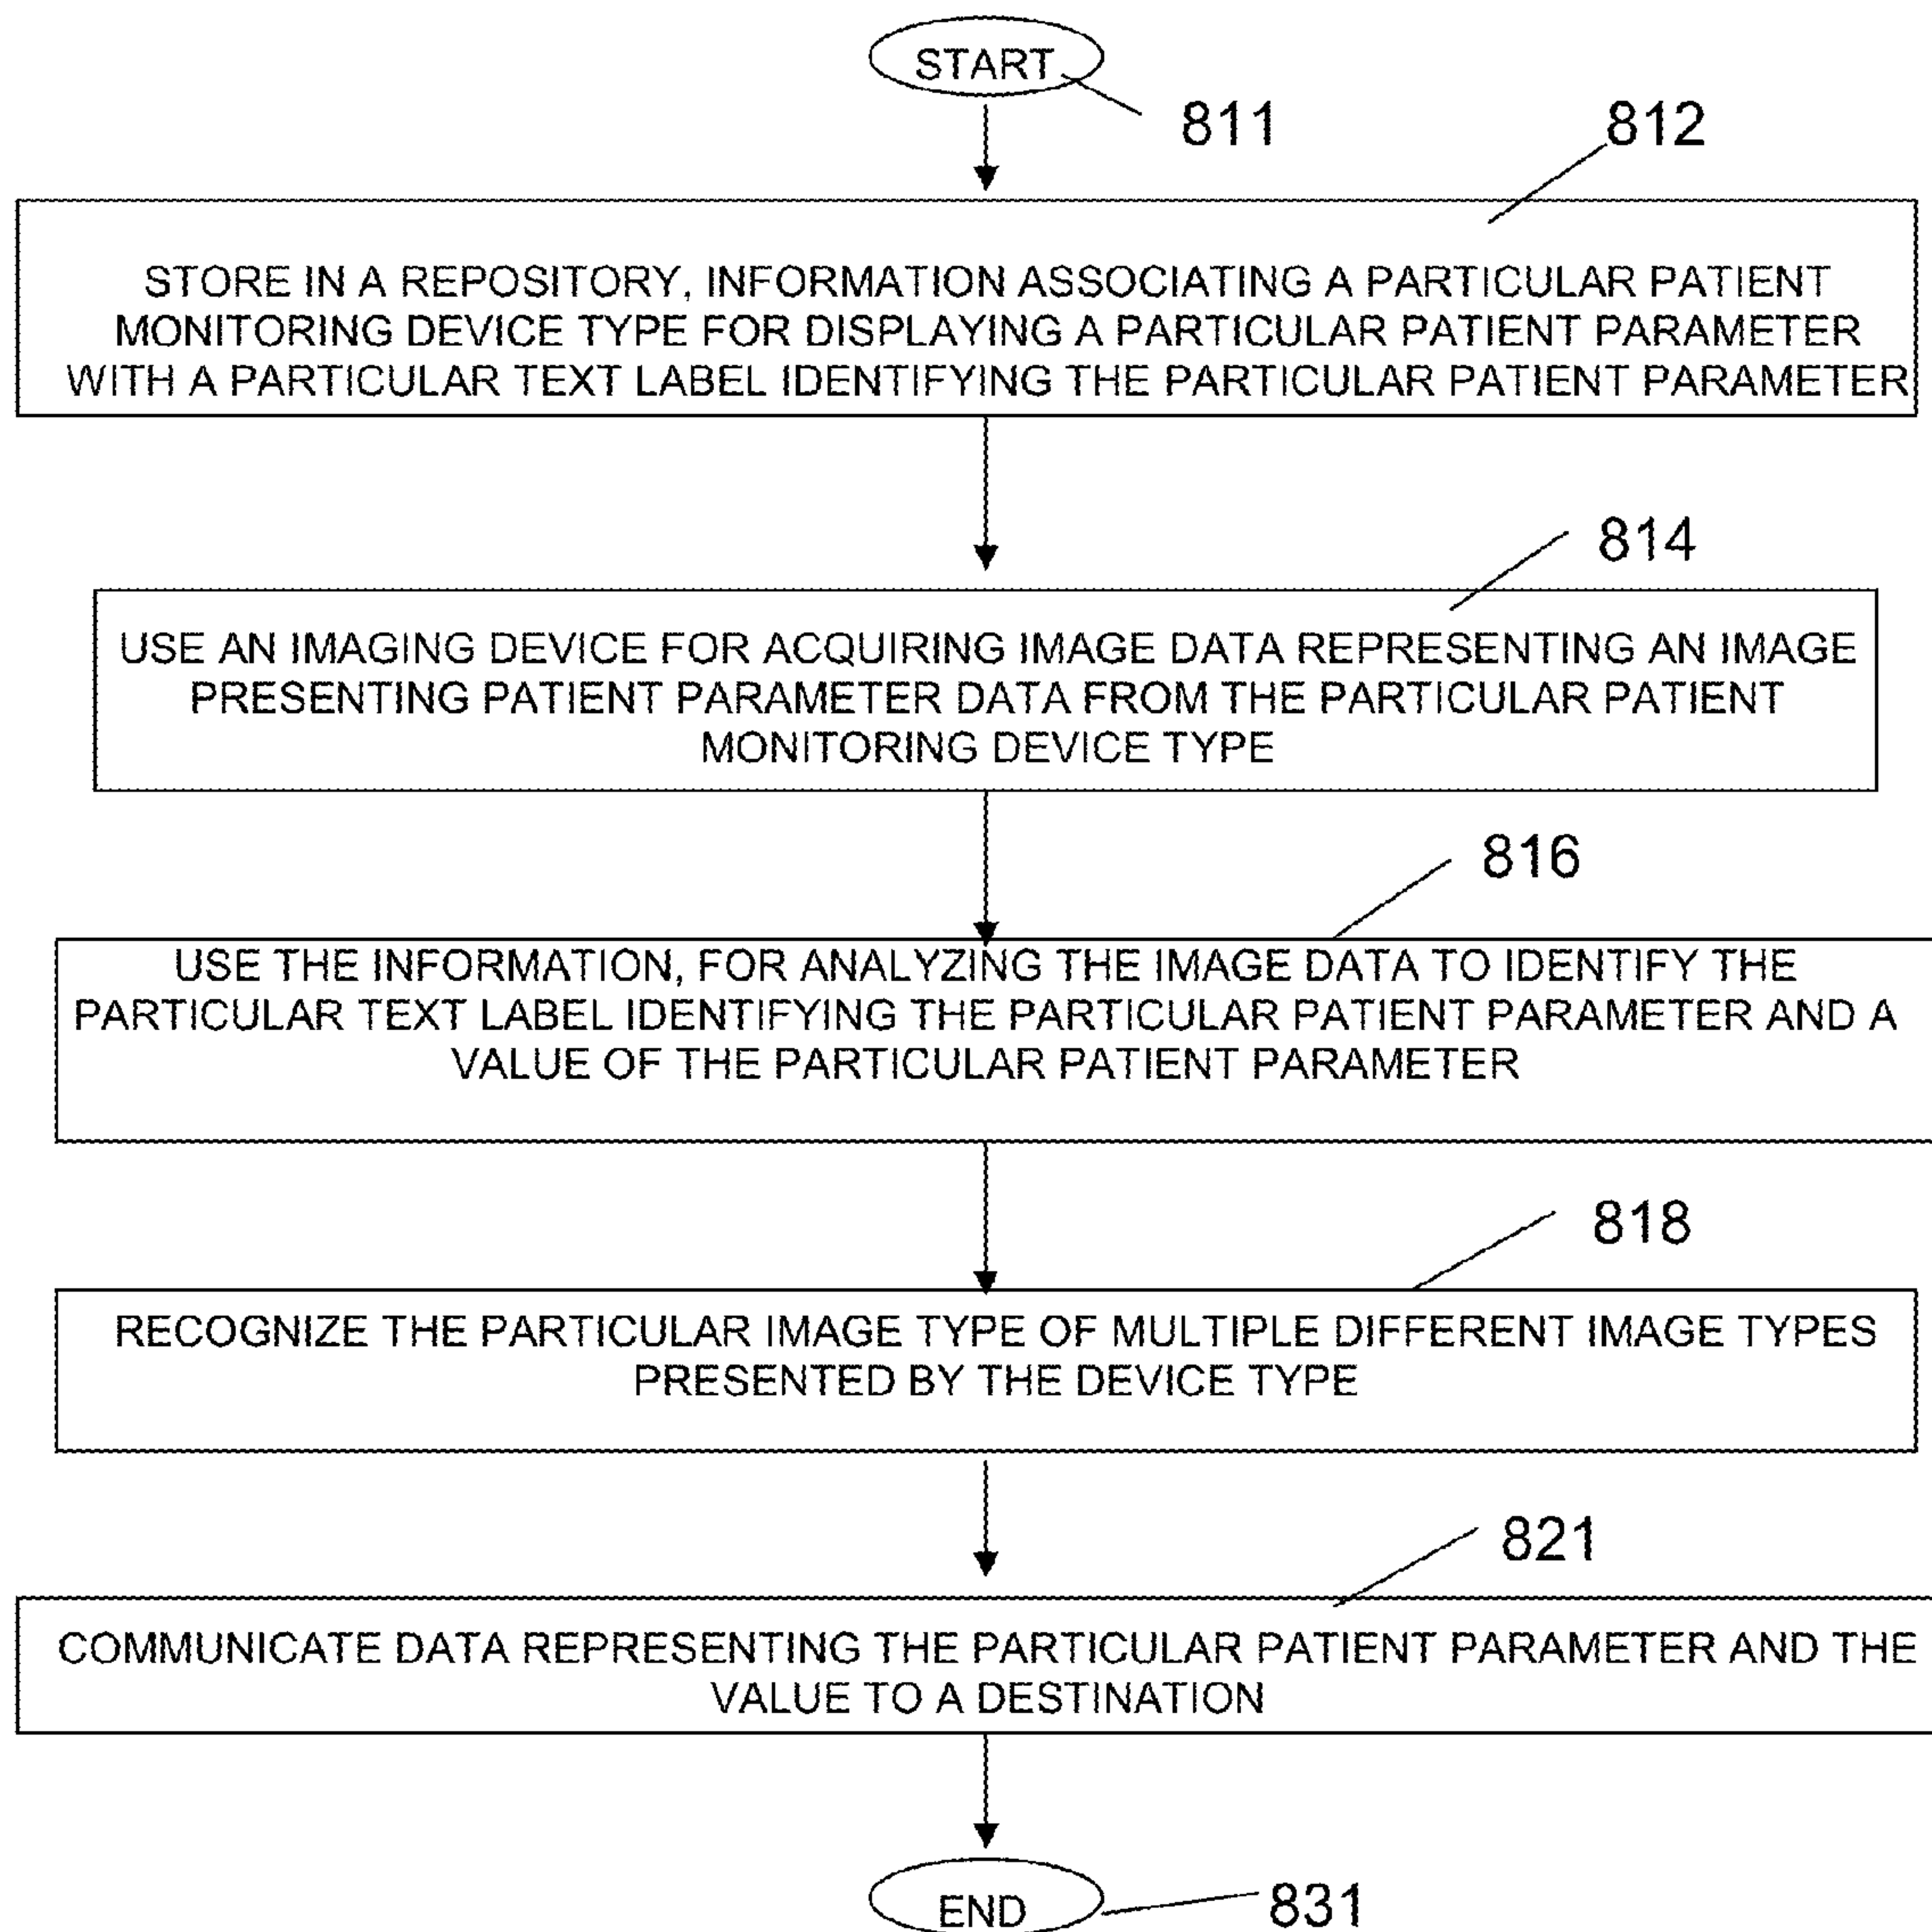 START
811
812
STORE IN A REPOSITORY, INFORMATION ASSOCIATING A PARTICULAR PATIENT
MONITORING DEVICE TYPE FOR DISPLAYING A PARTICULAR PATIENT PARAMETER
WITH A PARTICULAR TEXT LABEL IDENTIFYING THE PARTICULAR PATIENT PARAMETER
814
USE AN IMAGING DEVICE FOR ACQUIRING IMAGE DATA REPRESENTING AN IMAGE
PRESENTING PATIENT PARAMETER DATA FROM THE PARTICULAR PATIENT
MONITORING DEVICE TYPE
816
USE THE INFORMATION, FOR ANALYZING THE IMAGE DATA TO IDENTIFY THE
PARTICULAR TEXT LABEL IDENTIFYING THE PARTICULAR PATIENT PARAMETER AND A
VALUE OF THE PARTICULAR PATIENT PARAMETER
818
RECOGNIZE THE PARTICULAR IMAGE TYPE OF MULTIPLE DIFFERENT IMAGE TYPES
PRESENTED BY THE DEVICE TYPE
821
COMMUNICATE DATA REPRESENTING THE PARTICULAR PATIENT PARAMETER AND THE
VALUE TO A DESTINATION
END
831